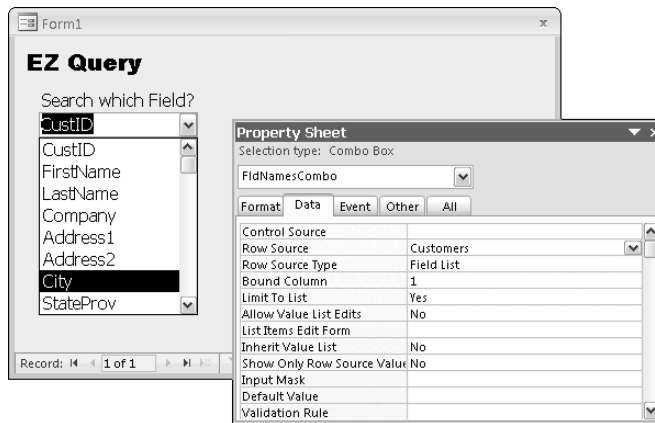 Form1
EZ Query
Search which Field?
CustID
CustID
FirstName
LastName
Company
Address1
Address2
City
StateProv
Record: 1 of 1
Property Sheet
Selection type: Combo Box
FldNamesCombo
Format Data Event Other All
Control Source
Row Source Customers
Row Source Type Field List
Bound Column 1
Limit To List Yes
Allow Value List Edits No
List Items Edit Form
Inherit Value List No
Show Only Row Source Value No
Input Mask
Default Value
Validation Rule